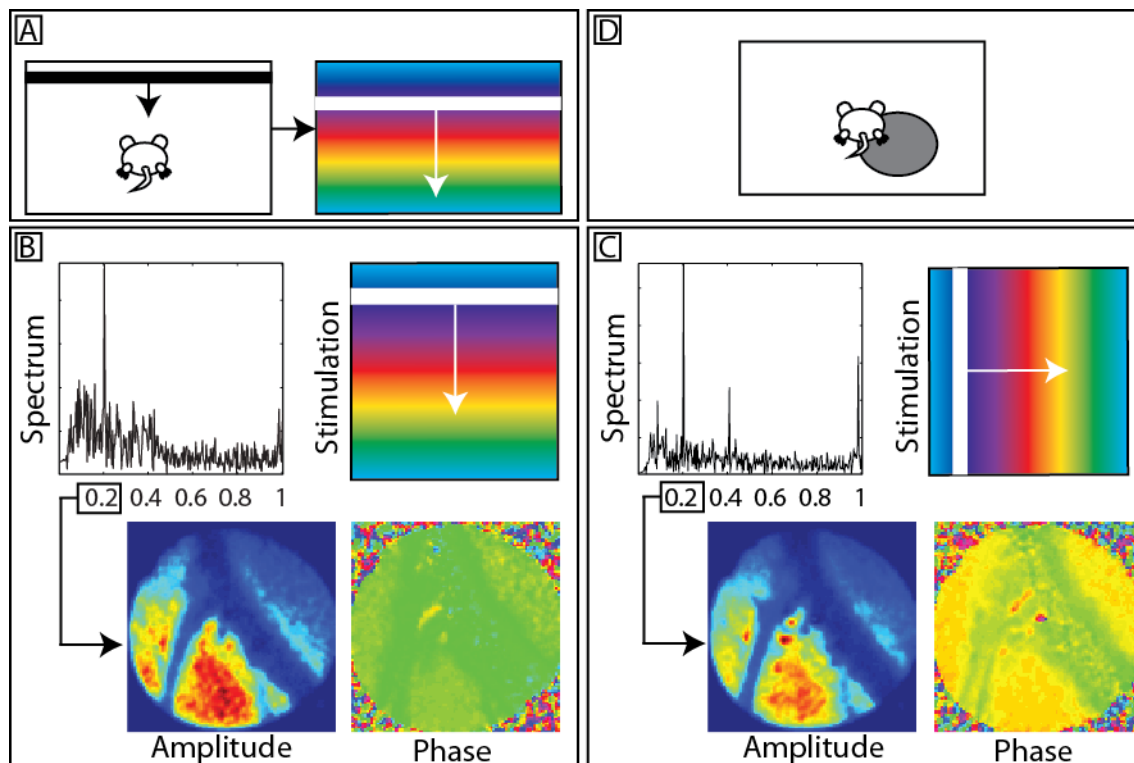 A
D
B
Spectrum
Stimulation
0.2 0.4 0.6 0.8 1
Amplitude
Phase
C
Spectrum
Stimulation
0.2 0.4 0.6 0.8 1
Amplitude
Phase